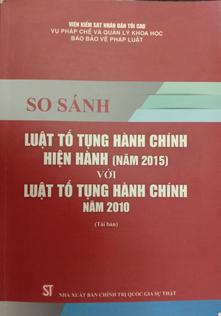 VIỆN KIỂM SÁT NHÂN DÂN TỐI CAO
VỤ PHÁP CHẾ VÀ QUẢN LÝ KHOA HỌC
BÁO BẢO VỆ PHÁP LUẬT
SO SÁNH
LUẬT TỐ TỤNG HÀNH CHÍNH
HIỆN HÀNH (NĂM 2015)
VỚI
LUẬT TỐ TỤNG HÀNH CHÍNH
NĂM 2010
(Tái bản)
ST
NHÀ XUẤT BẢN CHÍNH TRỊ QUỐC GIA SỰ THẬT